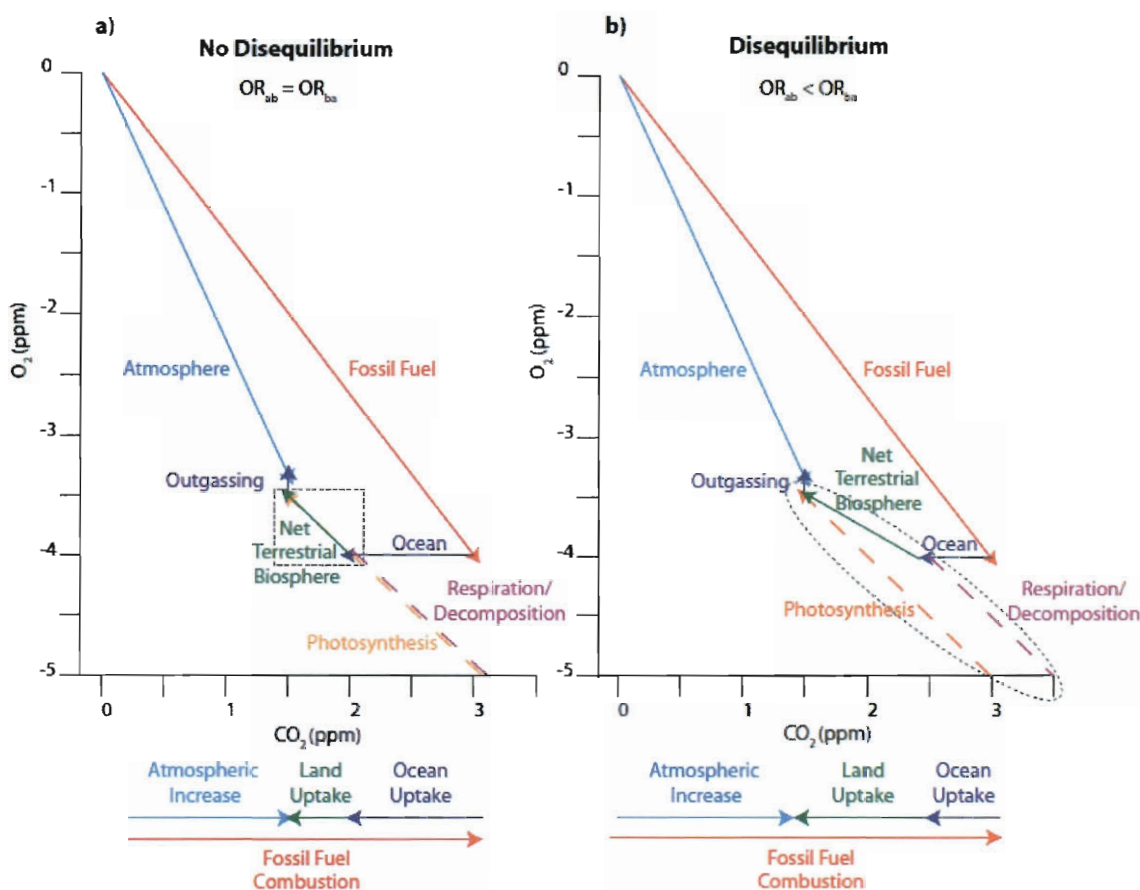 a)
No Disequilibrium
OR_ab = OR_ba
0
-1
-2
-3
-4
-5
O2 (ppm)
Atmosphere
Fossil Fuel
Outgassing
Net
Terrestrial
Biosphere
Ocean
Respiration/
Decomposition
Photosynthesis
0
1
2
3
CO2 (ppm)
Atmospheric
Increase
Land
Uptake
Ocean
Uptake
Fossil Fuel
Combustion
b)
Disequilibrium
OR_ab < OR_ba
0
-1
-2
-3
-4
-5
O2 (ppm)
Atmosphere
Fossil Fuel
Net
Terrestrial
Biosphere
Outgassing
Ocean
Respiration/
Decomposition
Photosynthesis
0
1
2
3
CO2 (ppm)
Atmospheric
Increase
Land
Uptake
Ocean
Uptake
Fossil Fuel
Combustion